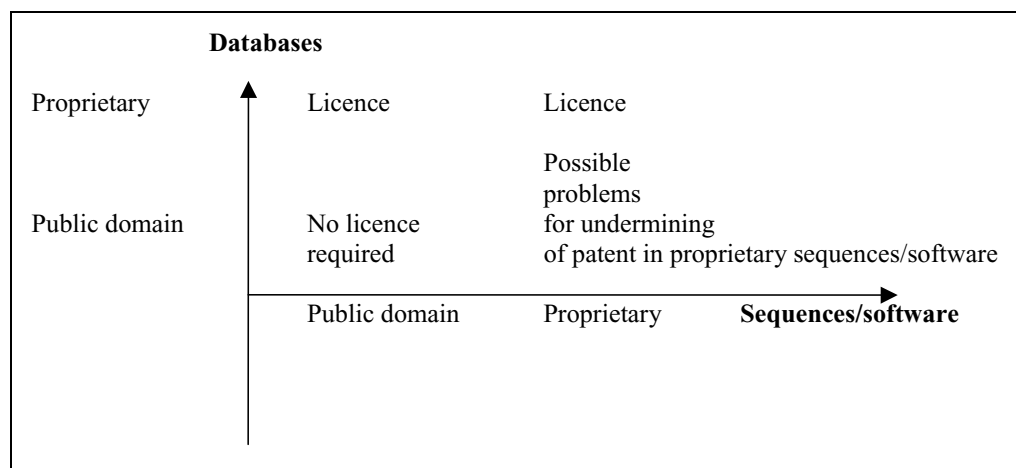 Databases
Proprietary Licence Licence
Possible
problems
Public domain No licence for undermining
required of patent in proprietary sequences/software
Public domain Proprietary Sequences/software